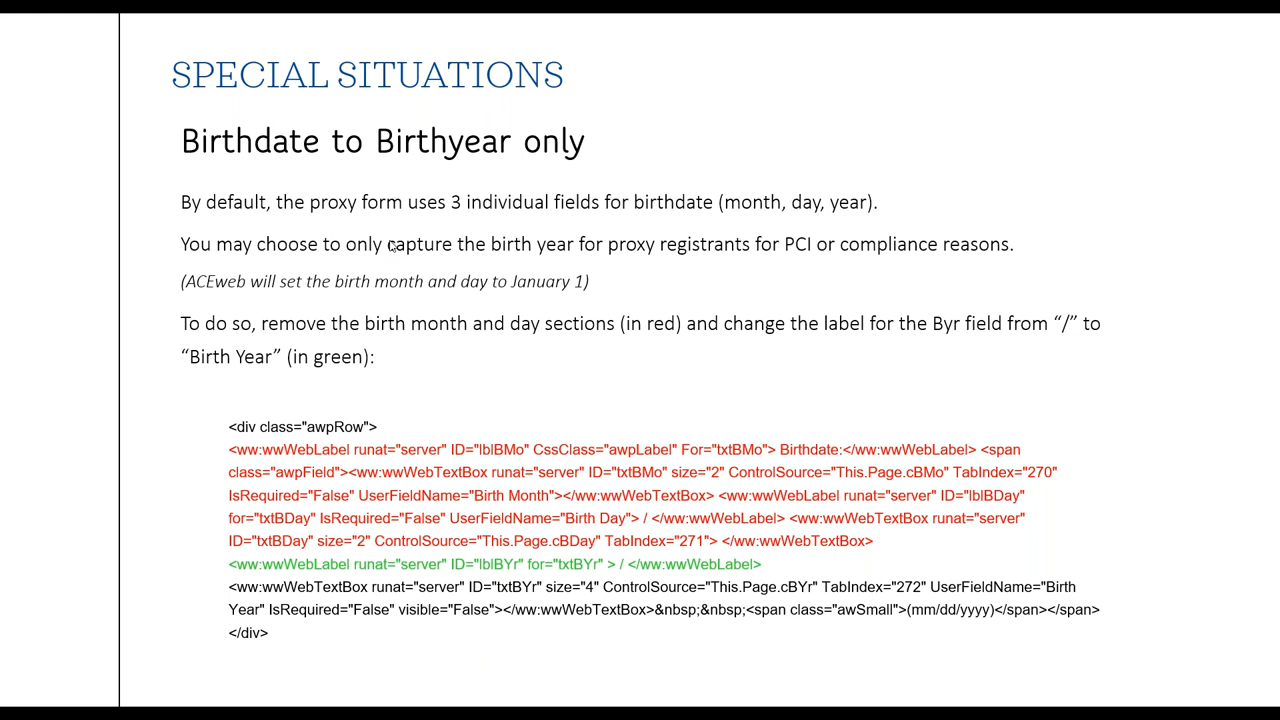 SPECIAL SITUATIONS
Birthdate to Birthyear only
By default, the proxy form uses 3 individual fields for birthdate (month, day, year).
You may choose to only capture the birth year for proxy registrants for PCI or compliance reasons.
(ACEweb will set the birth month and day to January 1)
To do so, remove the birth month and day sections (in red) and change the label for the Byr field from “/” to
“Birth Year” (in green):
<div class="awpRow">
<ww:wwWebLabel runat="server" ID="lblBMo" CssClass="awpLabel" For="txtBMo"> Birthdate:</ww:wwWebLabel> <span
class="awpField"><ww:wwWebTextBox runat="server" ID="txtBMo" size="2" ControlSource="This.Page.cBMo" TabIndex="270"
IsRequired="False" UserFieldName="Birth Month"></ww:wwWebTextBox> <ww:wwWebLabel runat="server" ID="lblBDay"
for="txtBDay" IsRequired="False" UserFieldName="Birth Day"> / </ww:wwWebLabel> <ww:wwWebTextBox runat="server"
ID="txtBDay" size="2" ControlSource="This.Page.cBDay" TabIndex="271"> </ww:wwWebTextBox>
<ww:wwWebLabel runat="server" ID="lblBYr" for="txtBYr" > / </ww:wwWebLabel>
<ww:wwWebTextBox runat="server" ID="txtBYr" size="4" ControlSource="This.Page.cBYr" TabIndex="272" UserFieldName="Birth
Year" IsRequired="False" visible="False"></ww:wwWebTextBox>&nbsp;&nbsp;<span class="awSmall">(mm/dd/yyyy)</span></span>
</div>